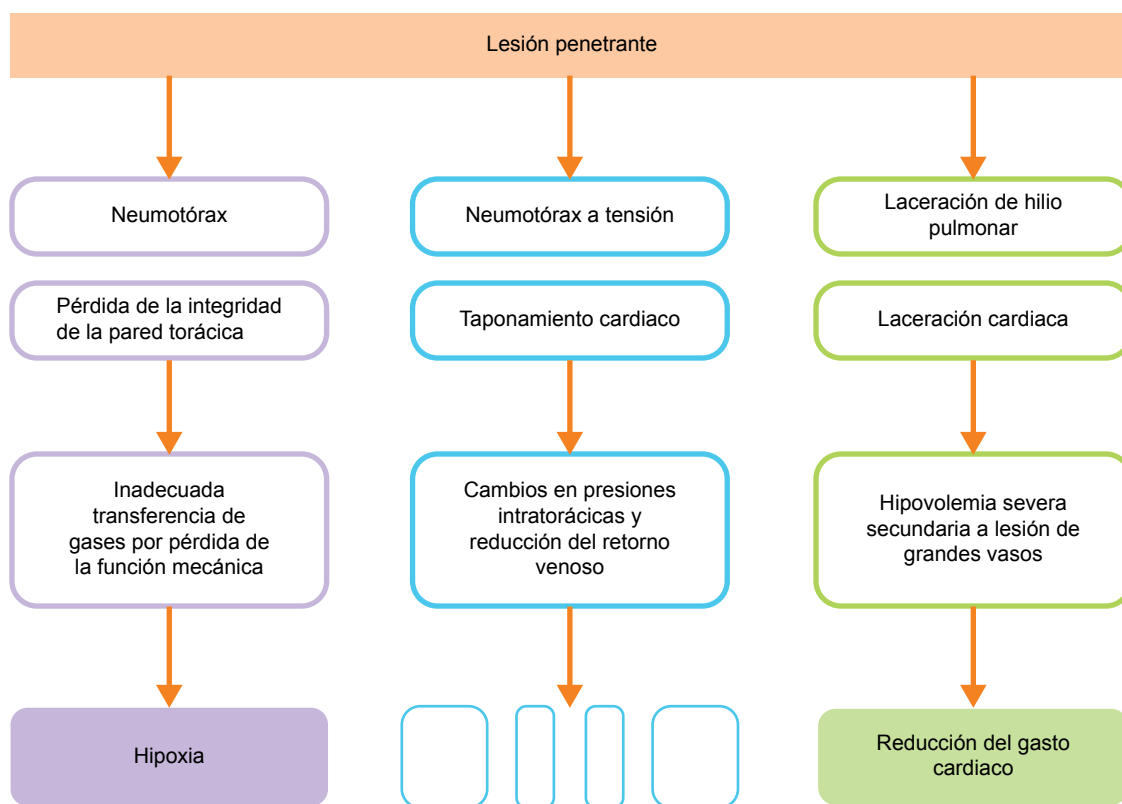 Lesión penetrante
Neumotórax
Neumotórax a tensión
Laceración de hilio
pulmonar
Pérdida de la integridad
de la pared torácica
Taponamiento cardiaco
Laceración cardiaca
Inadecuada
transferencia de
gases por pérdida de
la función mecánica
Cambios en presiones
intratorácicas y
reducción del retorno
venoso
Hipovolemia severa
secundaria a lesión de
grandes vasos
Hipoxia
Reducción del gasto
cardiaco